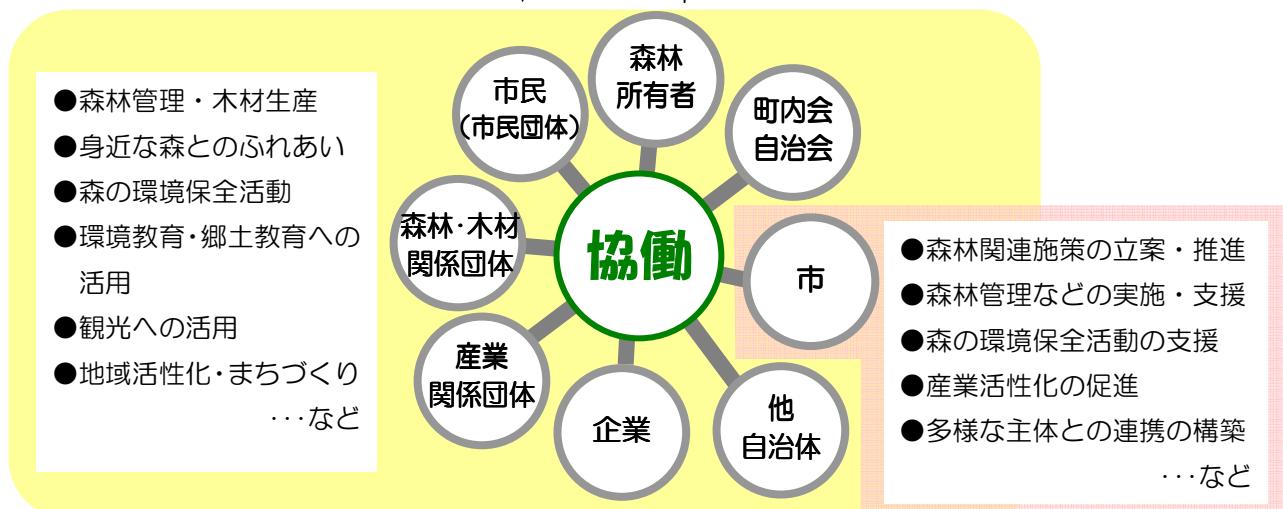 ●森林管理・木材生産
●身近な森とのふれあい
●森の環境保全活動
●環境教育・郷土教育への
活用
●観光への活用
●地域活性化・まちづくり
･･･など
森林
所有者
市民
(市民団体)
町内会
自治会
森林・木材
関係団体
協働
市
産業
関係団体
企業
他
自治体
●森林関連施策の立案・推進
●森林管理などの実施・支援
●森の環境保全活動の支援
●産業活性化の促進
●多様な主体との連携の構築
･･･など